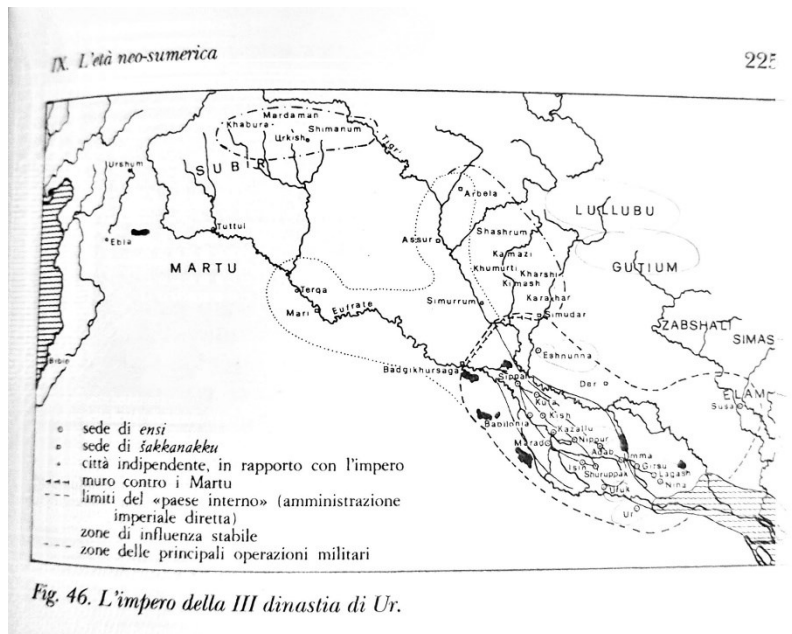 IX. L'età neo-sumerica
225
Mardaman
Khabura
Shimanum
Urkish
Tigri
Urshum
SUBIR
Arbela
LULLUBU
Ebla
Tuttul
Assur
Shashrum
GUTIUM
MARTU
Kamazi
Khumurti
Kharshi
Kimash
Terqa
Karakhar
Mari
Eufrate
Simurrum
Simudar
ZABSHALI
SIMAS
Biblo
Eshnunna
Badgikhursaga
Sippar
Der
ELAM
Kuta
Susa
Kish
Babilonia
Kazallu
Marad
Nippur
Adab
Umma
Isin
Girsu
Shuruppak
Lagash
Uruk
Nina
Ur
sede di ensi
sede di šakkanakku
città indipendente, in rapporto con l'impero
muro contro i Martu
limiti del «paese interno» (amministrazione
imperiale diretta)
zone di influenza stabile
zone delle principali operazioni militari
Fig. 46. L'impero della III dinastia di Ur.